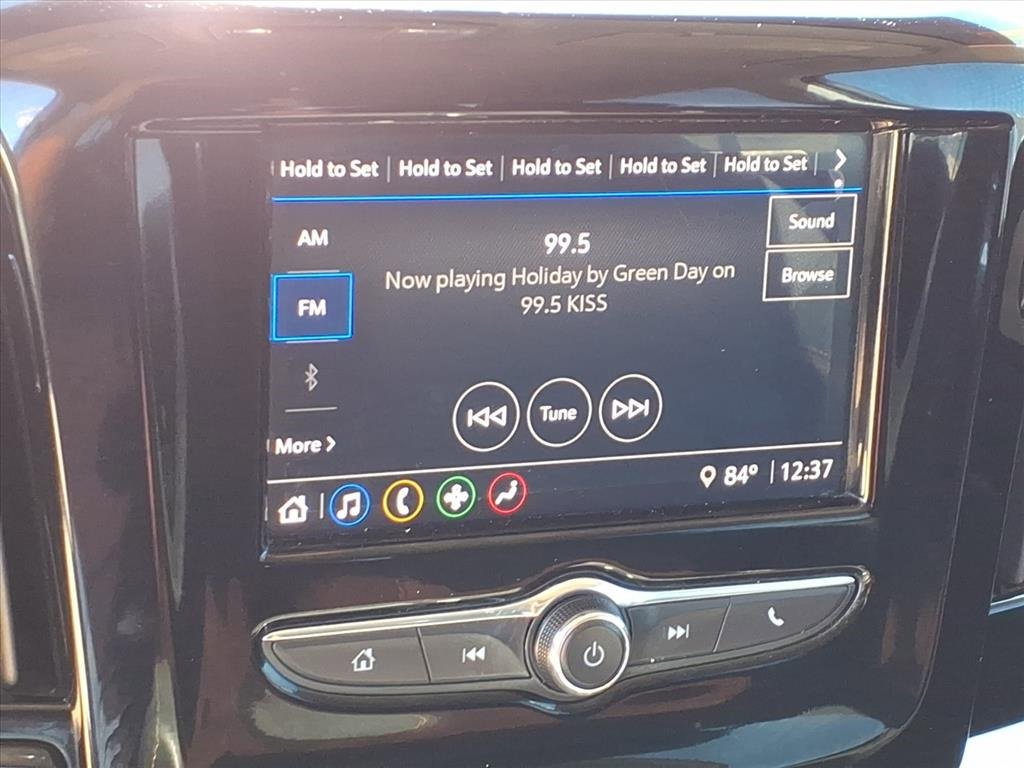 Hold to Set Hold to Set Hold to Set Hold to Set Hold to Set
AM
99.5
Sound
Now playing Holiday by Green Day on
Browse
FM
99.5 KISS
Tune
More
84° 12:37